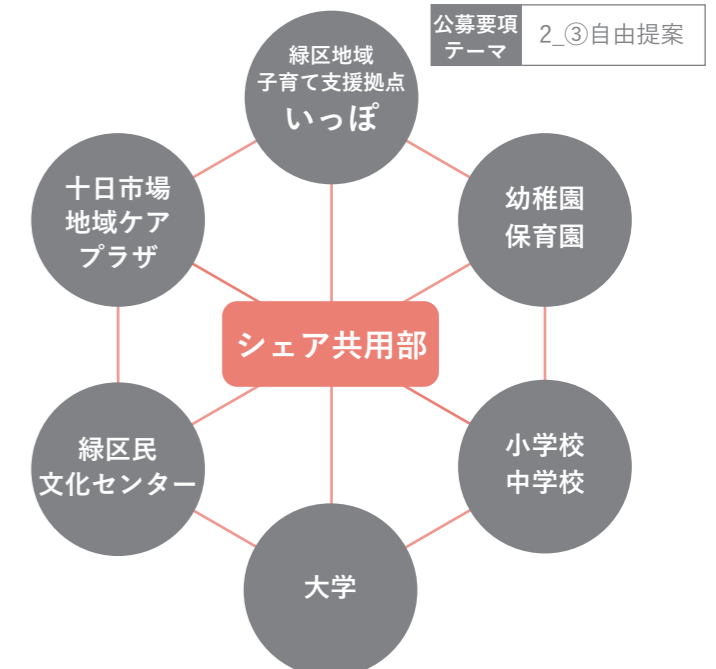 公募要項
テーマ
2_③自由提案
緑区地域
子育て支援拠点
いっぽ
十日市場
地域ケア
プラザ
幼稚園
保育園
シェア共用部
緑区民
文化センター
小学校
中学校
大学